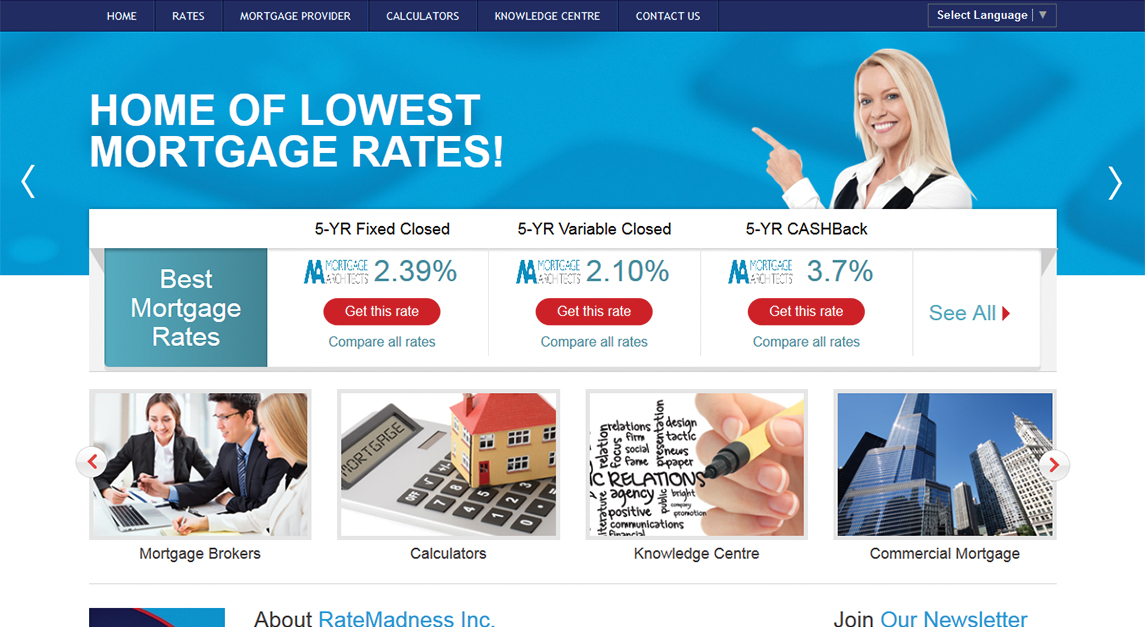 HOME RATES MORTGAGE PROVIDER CALCULATORS KNOWLEDGE CENTRE CONTACT US Select Language ▼
HOME OF LOWEST
MORTGAGE RATES!
5-YR Fixed Closed 5-YR Variable Closed 5-YR CASHBack
Best
Mortgage
Rates
MORTGAGE
ARCHITECTS
2.39%
Get this rate
Compare all rates
MORTGAGE
ARCHITECTS
2.10%
Get this rate
Compare all rates
MORTGAGE
ARCHITECTS
3.7%
Get this rate
Compare all rates
See All
MORTGAGE
relations
firm
focus
social
fame
presentation
design
tactic
news
paper
IC RELATIONS
agency
public
bright
company
promotion
positive
communications
financial
literature
Mortgage Brokers Calculators Knowledge Centre Commercial Mortgage
About RateMadness Inc. Join Our Newsletter